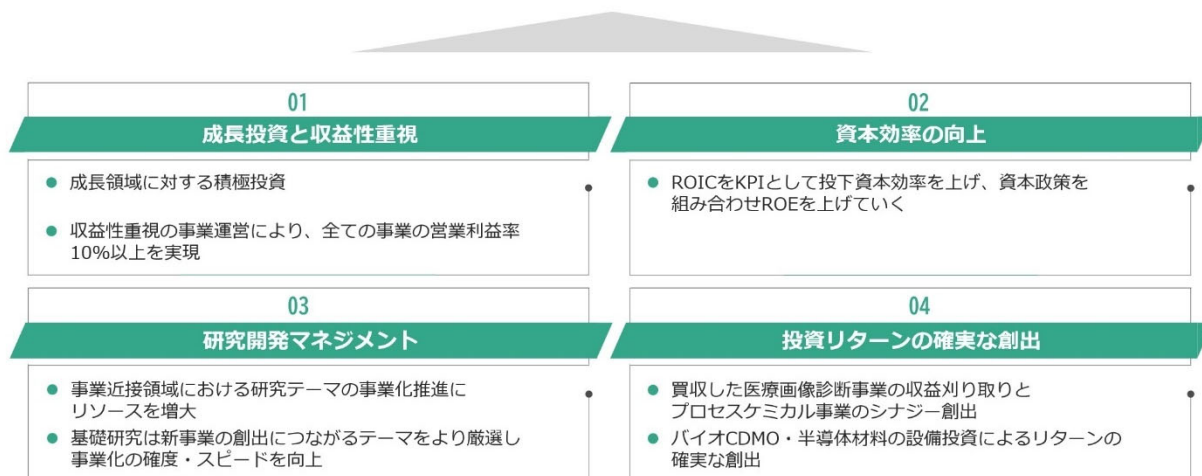 01
成長投資と収益性重視
● 成長領域に対する積極投資
● 収益性重視の事業運営により、全ての事業の営業利益率
10%以上を実現
02
資本効率の向上
● ROICをKPIとして投下資本効率を上げ、資本政策を
組み合わせROEを上げていく
03
研究開発マネジメント
● 事業近接領域における研究テーマの事業化推進に
リソースを増大
● 基礎研究は新事業の創出につながるテーマをより厳選し
事業化の確度・スピードを向上
04
投資リターンの確実な創出
● 買収した医療画像診断事業の収益刈り取りと
プロセスケミカル事業のシナジー創出
● バイオCDMO・半導体材料の設備投資によるリターンの
確実な創出